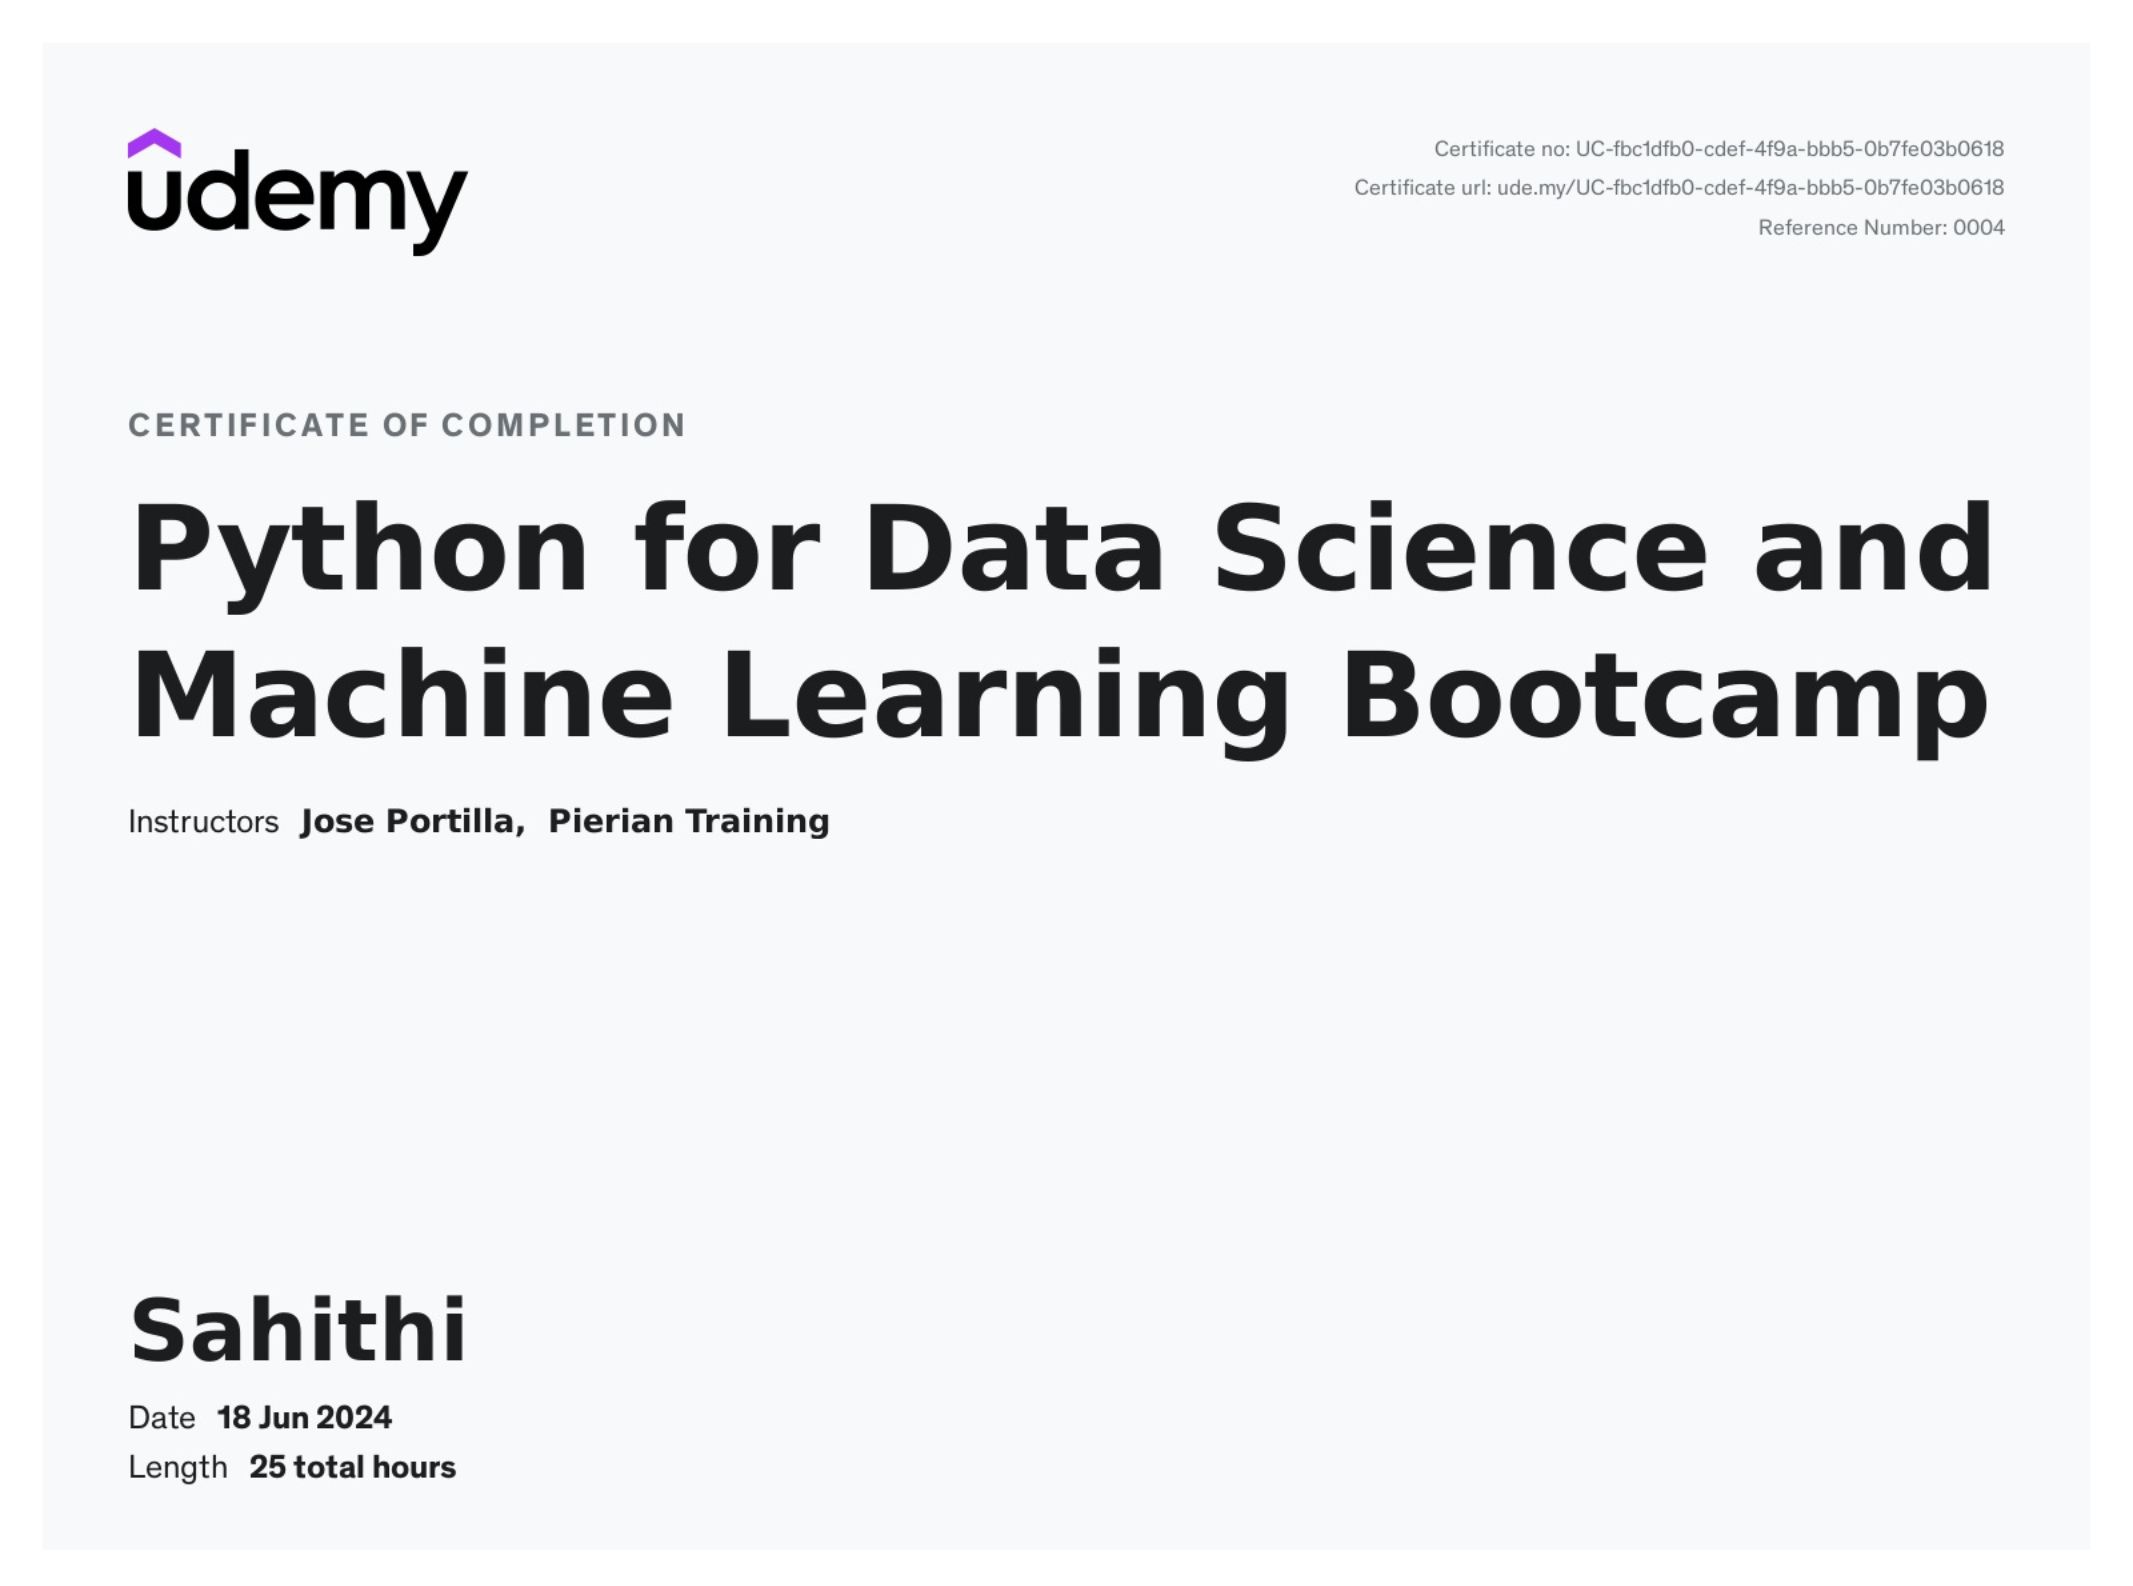 udemy
Certificate no: UC-fbc1dfb0-cdef-4f9a-bbb5-0b7fe03b0618
Certificate url: ude.my/UC-fbc1dfb0-cdef-4f9a-bbb5-0b7fe03b0618
Reference Number: 0004
CERTIFICATE OF COMPLETION
Python for Data Science and
Machine Learning Bootcamp
Instructors Jose Portilla, Pierian Training
Sahithi
Date 18 Jun 2024
Length 25 total hours